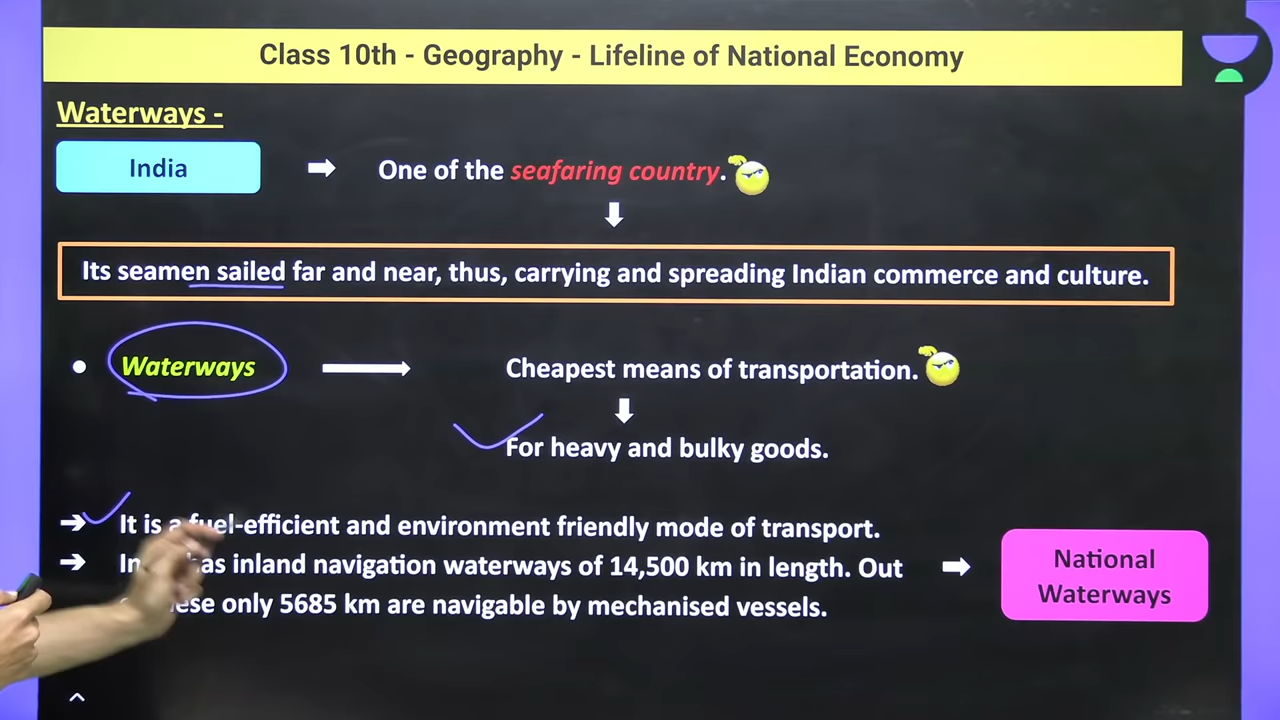 Class 10th - Geography - Lifeline of National Economy
Waterways -
India
One of the seafaring country.
Its seamen sailed far and near, thus, carrying and spreading Indian commerce and culture.
Waterways
Cheapest means of transportation.
For heavy and bulky goods.
It is a fuel-efficient and environment friendly mode of transport.
has inland navigation waterways of 14,500 km in length. Out
only 5685 km are navigable by mechanised vessels.
National
Waterways